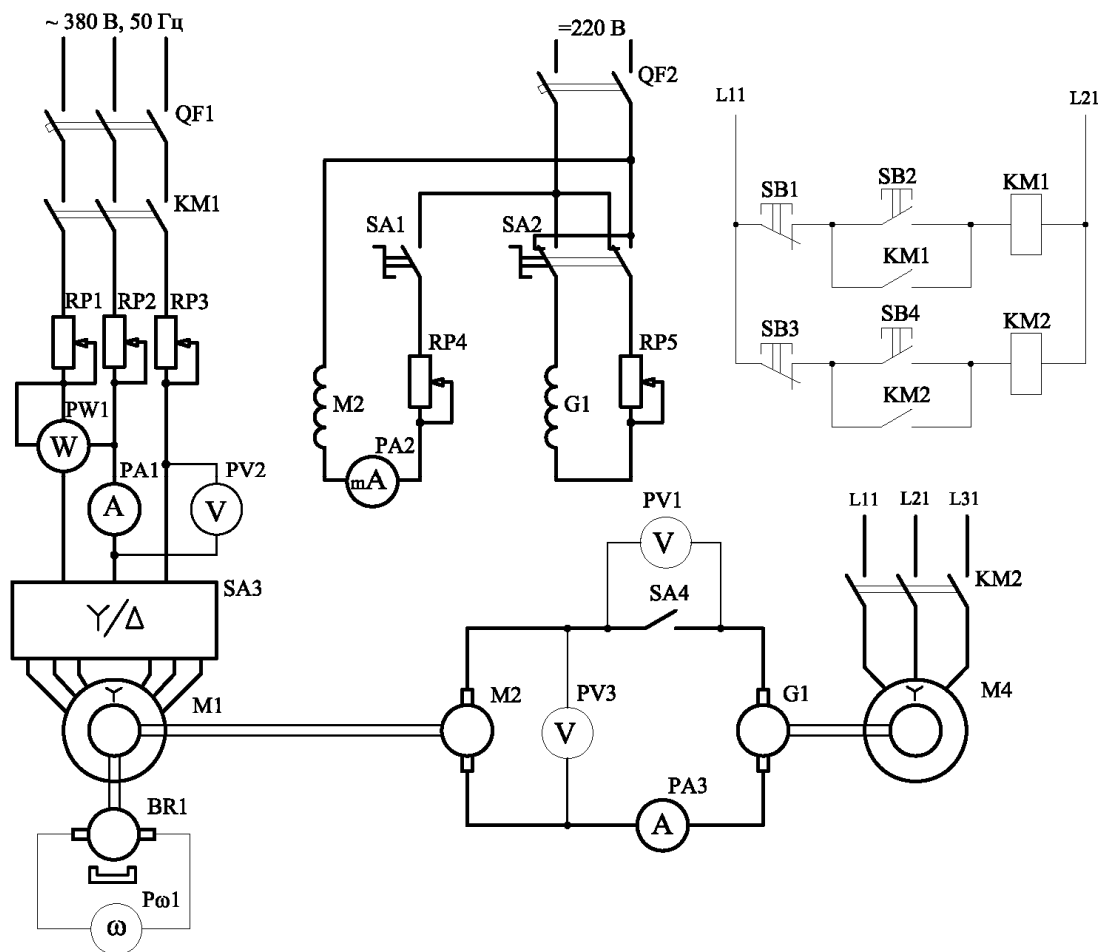 ~ 380 В, 50 Гц
=220 В
QF1
QF2
L11
L21
KM1
SB1
SB2
KM1
SA1
SA2
KM1
RP1
RP2
RP3
RP4
RP5
SB3
SB4
KM2
KM2
M2
G1
PW1
W
PA1
A
PV2
V
PA2
mA
PV1
V
L11
L21
L31
KM2
SA3
Y/Δ
SA4
M1
Y
M2
PV3
V
G1
Y
M4
PA3
A
BR1
Pω1
ω